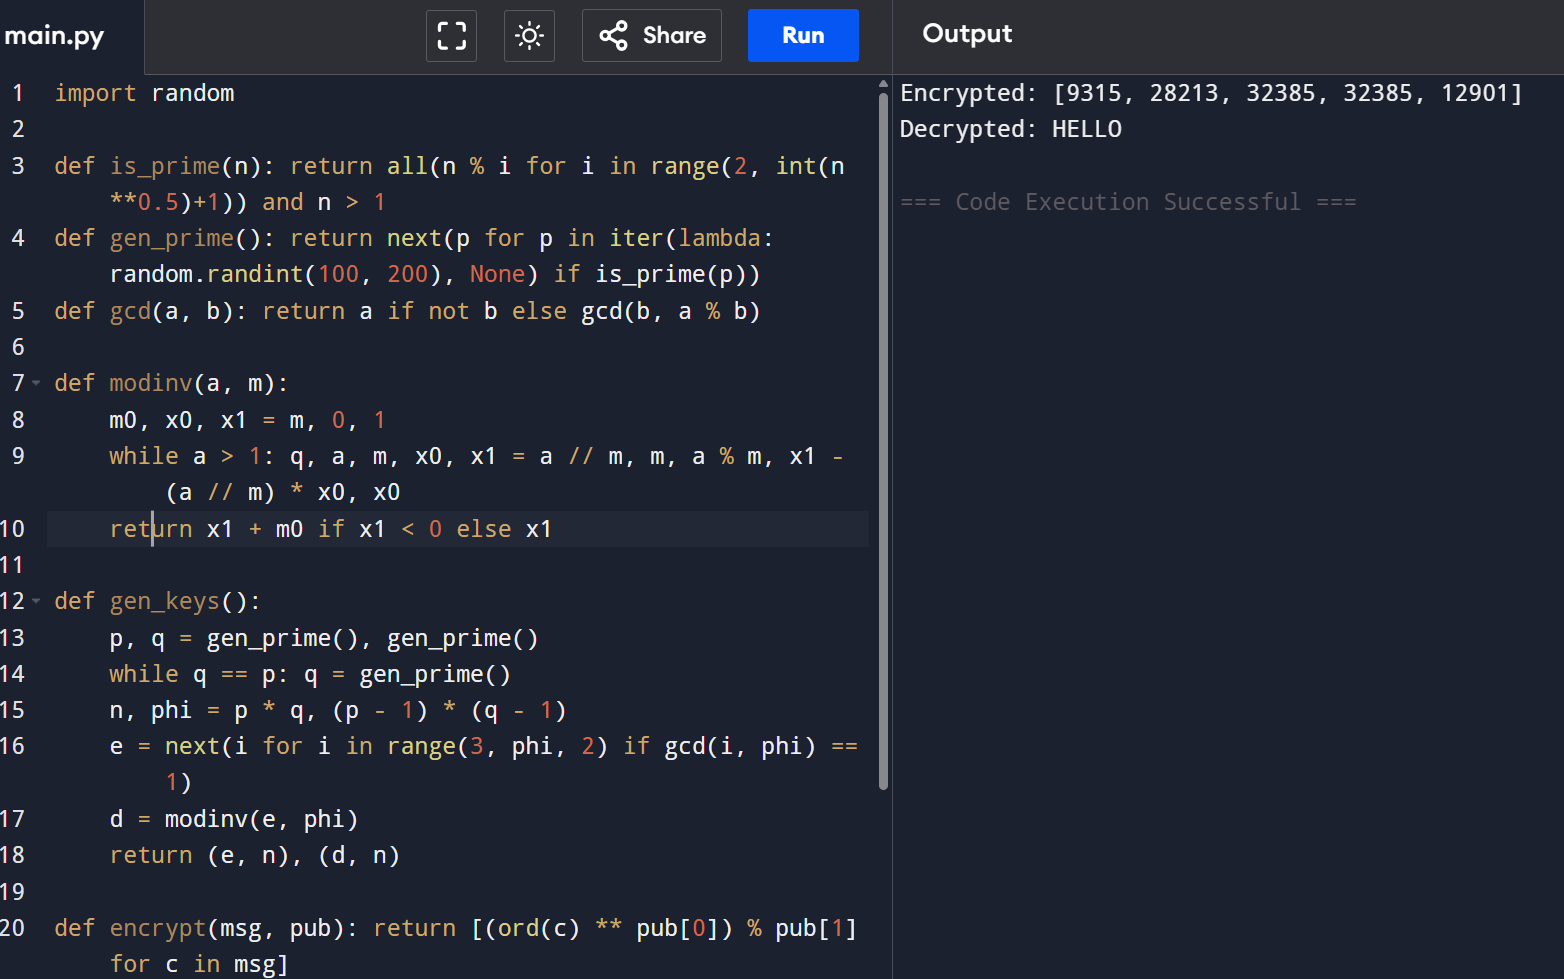 main.py
Share
Run
Output
1 import random
2
3 def is_prime(n): return all(n % i for i in range(2, int(n
**0.5)+1)) and n > 1
4 def gen_prime(): return next(p for p in iter(lambda:
random.randint(100, 200), None) if is_prime(p))
5 def gcd(a, b): return a if not b else gcd(b, a % b)
6
7 def modinv(a, m):
8 m0, x0, x1 = m, 0, 1
9 while a > 1: q, a, m, x0, x1 = a // m, m, a % m, x1 -
(a // m) * x0, x0
10 return x1 + m0 if x1 < 0 else x1
11
12 def gen_keys():
13 p, q = gen_prime(), gen_prime()
14 while q == p: q = gen_prime()
15 n, phi = p * q, (p - 1) * (q - 1)
16 e = next(i for i in range(3, phi, 2) if gcd(i, phi) ==
1)
17 d = modinv(e, phi)
18 return (e, n), (d, n)
19
20 def encrypt(msg, pub): return [(ord(c) ** pub[0]) % pub[1]
for c in msg]
Encrypted: [9315, 28213, 32385, 32385, 12901]
Decrypted: HELLO
=== Code Execution Successful ===